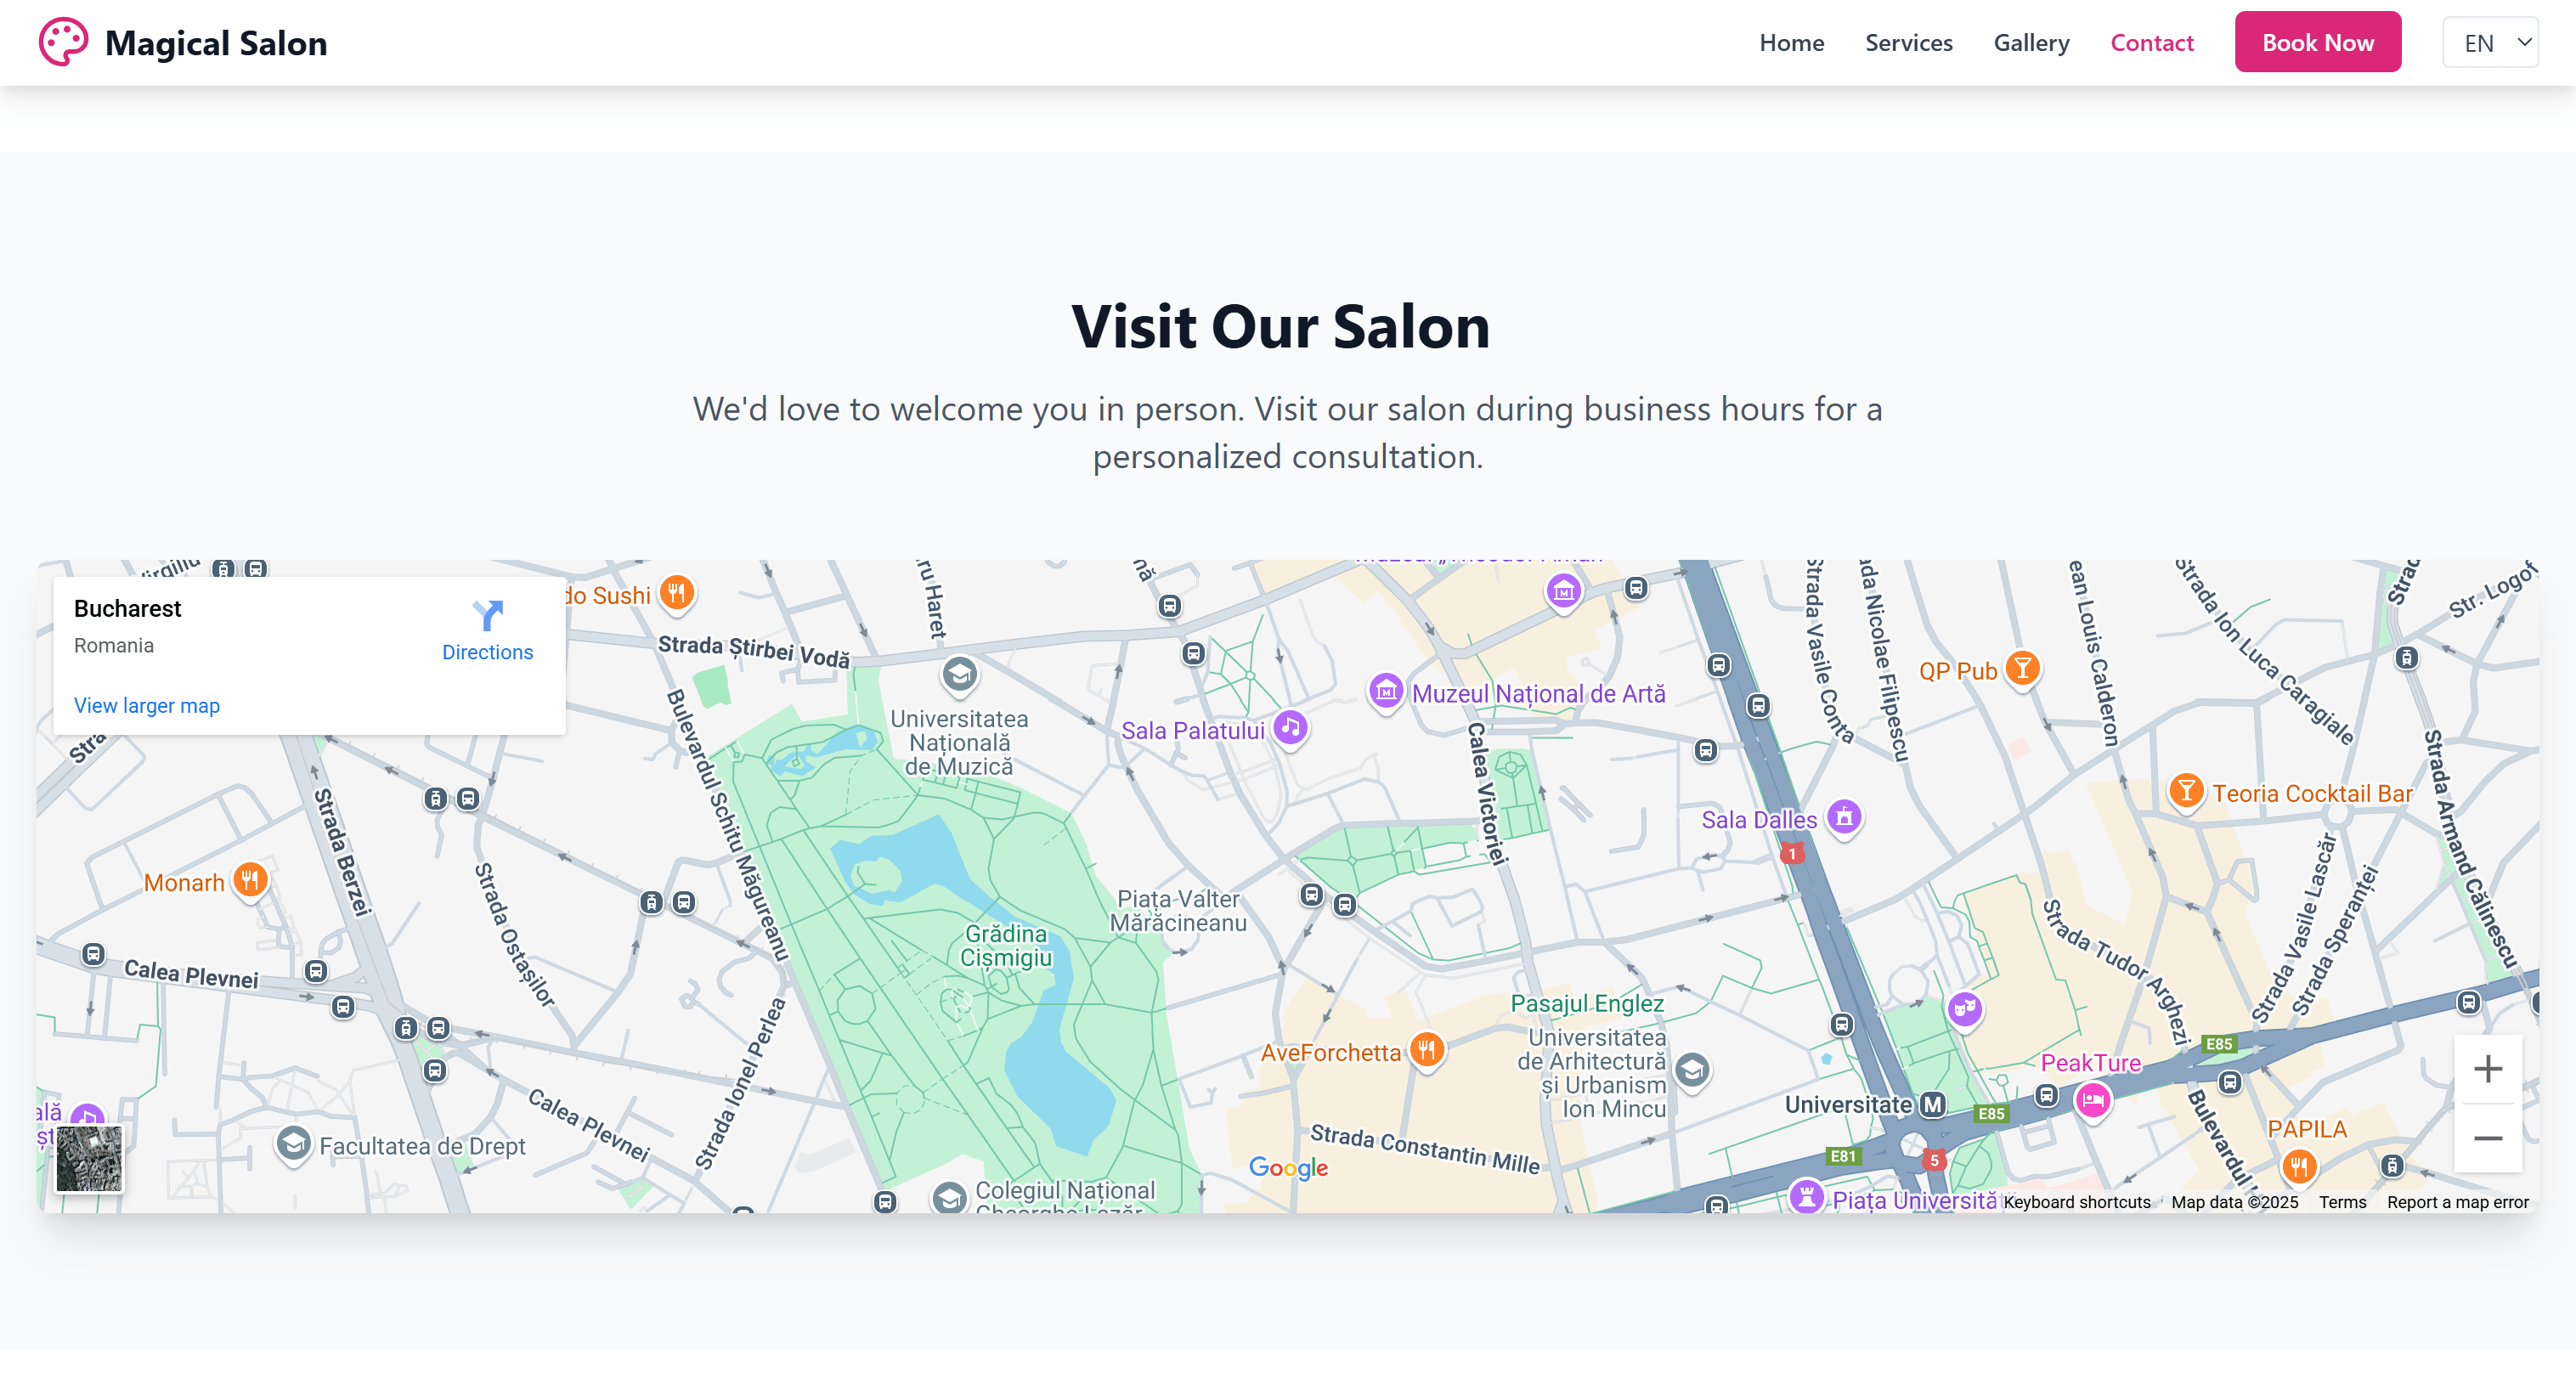 Magical Salon
Home
Services
Gallery
Contact
Book Now
EN
Visit Our Salon
We'd love to welcome you in person. Visit our salon during business hours for a
personalized consultation.
Bucharest
Romania
Directions
View larger map
do Sushi
Strada Știrbei Vodă
Universitatea
Națională
de Muzică
Sala Palatului
Muzeul Național de Artă
Calea Victoriei
Strada Vasile Conta
Nicolae Filipescu
QP Pub
ean Louis Calderon
Strada Ion Luca Caragiale
Str. Logof
Teoria Cocktail Bar
Strada Armand Călinescu
Sala Dalles
1
Bulevardul Schitu Măgureanu
Strada Berzei
Monarh
Strada Ostașilor
Piața Valter
Mărăcineanu
Grădina
Cișmigiu
Calea Plevnei
Strada Tudor Arghezi
Strada Vasile Lascăr
Strada Speranței
Pasajul Englez
Universitatea
de Arhitectură
și Urbanism
Ion Mincu
AveForchetta
Strada Ionel Perlea
Calea Plevnei
Facultatea de Drept
Strada Constantin Mille
Google
Universitate
M
E85
E85
PeakTure
E81
5
PAPILA
Bulevardul
Colegiul Național
Gheorghe Lazăr
Piața Universită
Keyboard shortcuts
Map data ©2025
Terms
Report a map error